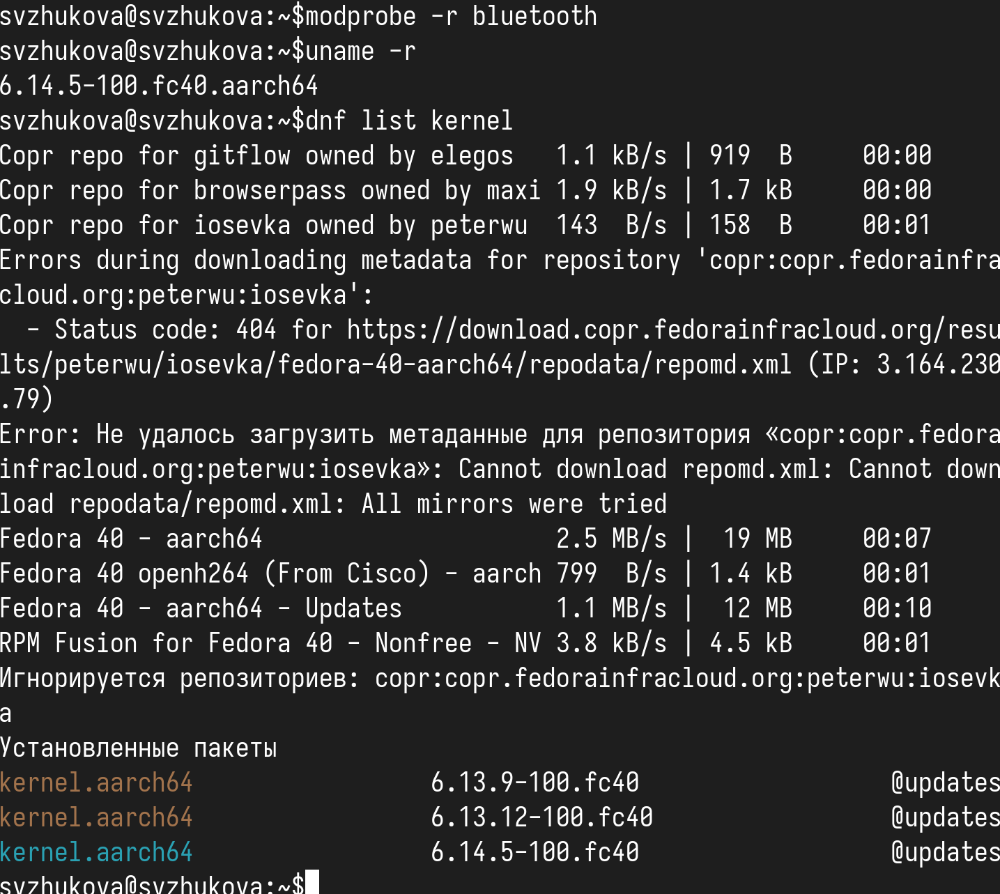 svzhukova@svzhukova:~$modprobe -r bluetooth
svzhukova@svzhukova:~$uname -r
6.14.5-100.fc40.aarch64
svzhukova@svzhukova:~$dnf list kernel
Copr repo for gitflow owned by elegos   1.1 kB/s | 919  B     00:00
Copr repo for browserpass owned by maxi 1.9 kB/s | 1.7 kB     00:00
Copr repo for iosevka owned by peterwu  143  B/s | 158  B     00:01
Errors during downloading metadata for repository 'copr:copr.fedorainfra
cloud.org:peterwu:iosevka':
  - Status code: 404 for https://download.copr.fedorainfracloud.org/resu
lts/peterwu/iosevka/fedora-40-aarch64/repodata/repomd.xml (IP: 3.164.230
.79)
Error: Не удалось загрузить метаданные для репозитория «copr:copr.fedora
infracloud.org:peterwu:iosevka»: Cannot download repomd.xml: Cannot down
load repodata/repomd.xml: All mirrors were tried
Fedora 40 - aarch64                     2.5 MB/s |  19 MB     00:07
Fedora 40 openh264 (From Cisco) - aarch 799  B/s | 1.4 kB     00:01
Fedora 40 - aarch64 - Updates           1.1 MB/s |  12 MB     00:10
RPM Fusion for Fedora 40 - Nonfree - NV 3.8 kB/s | 4.5 kB     00:01
Игнорируется репозиториев: copr:copr.fedorainfracloud.org:peterwu:iosevk
a
Установленные пакеты
kernel.aarch64                 6.13.9-100.fc40                  @updates
kernel.aarch64                 6.13.12-100.fc40                 @updates
kernel.aarch64                 6.14.5-100.fc40                  @updates
svzhukova@svzhukova:~$